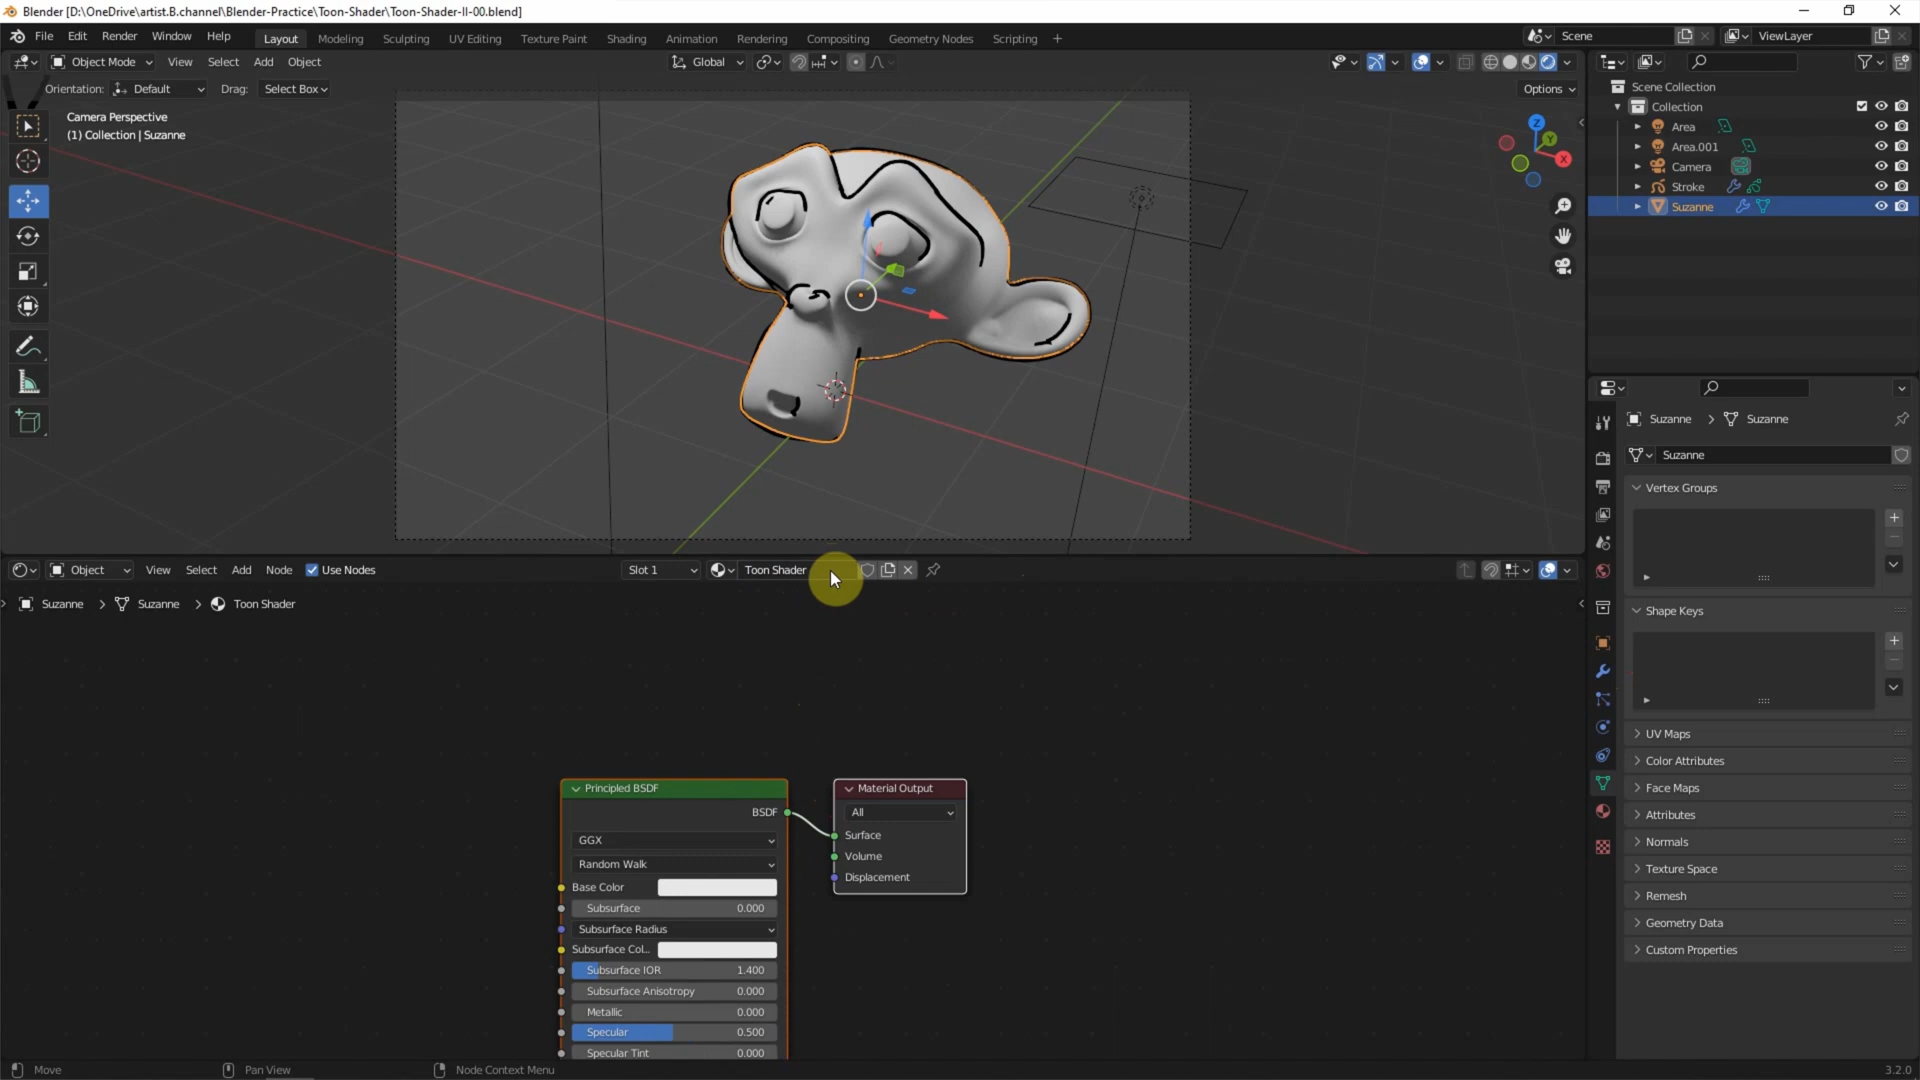 Blender [D:\OneDrive\artist.B.channel\Blender-Practice\Toon-Shader\Toon-Shader-II-00.blend]
File Edit Render Window Help Layout Modeling Sculpting UV Editing Texture Paint Shading Animation Rendering Compositing Geometry Nodes Scripting + Scene ViewLayer
Object Mode View Select Add Object Global
Orientation: Default Drag: Select Box Options
Camera Perspective
(1) Collection | Suzanne
Z
Y
X
Scene Collection
Collection
Area
Area.001
Camera
Stroke
Suzanne
Suzanne > Suzanne
Suzanne
Vertex Groups
Shape Keys
UV Maps
Color Attributes
Face Maps
Attributes
Normals
Texture Space
Remesh
Geometry Data
Custom Properties
Object View Select Add Node Use Nodes Slot 1 Toon Shader
Suzanne > Suzanne > Toon Shader
Principled BSDF
BSDF
GGX
Random Walk
Base Color
Subsurface 0.000
Subsurface Radius
Subsurface Col..
Subsurface IOR 1.400
Subsurface Anisotropy 0.000
Metallic 0.000
Specular 0.500
Specular Tint 0.000
Material Output
All
Surface
Volume
Displacement
Move Pan View Node Context Menu 3.2.0